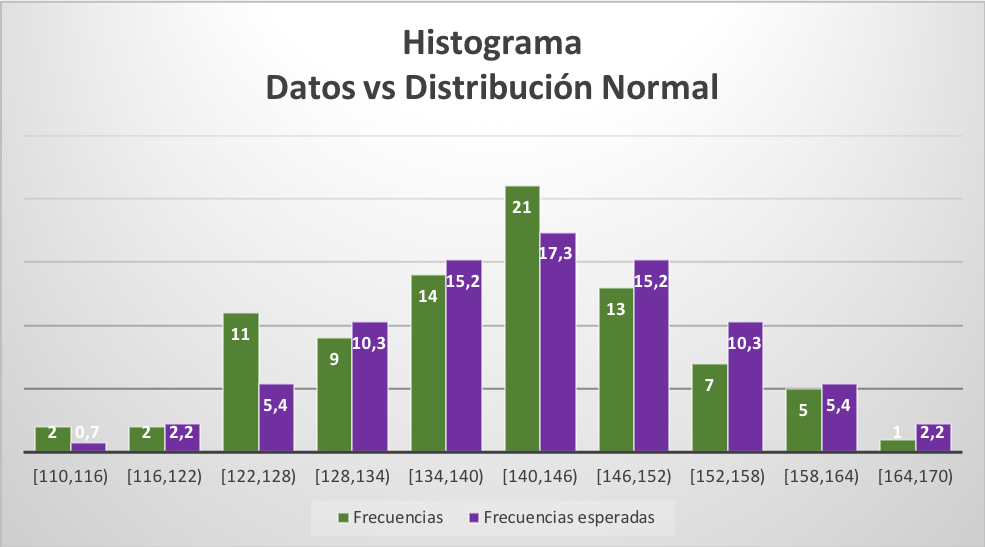 Histograma
Datos vs Distribución Normal
2 0,7 2 2,2 11 5,4 9 10,3 14 15,2 21 17,3 13 15,2 7 10,3 5 5,4 1 2,2
[110,116) [116,122) [122,128) [128,134) [134,140) [140,146) [146,152) [152,158) [158,164) [164,170)
Frecuencias Frecuencias esperadas